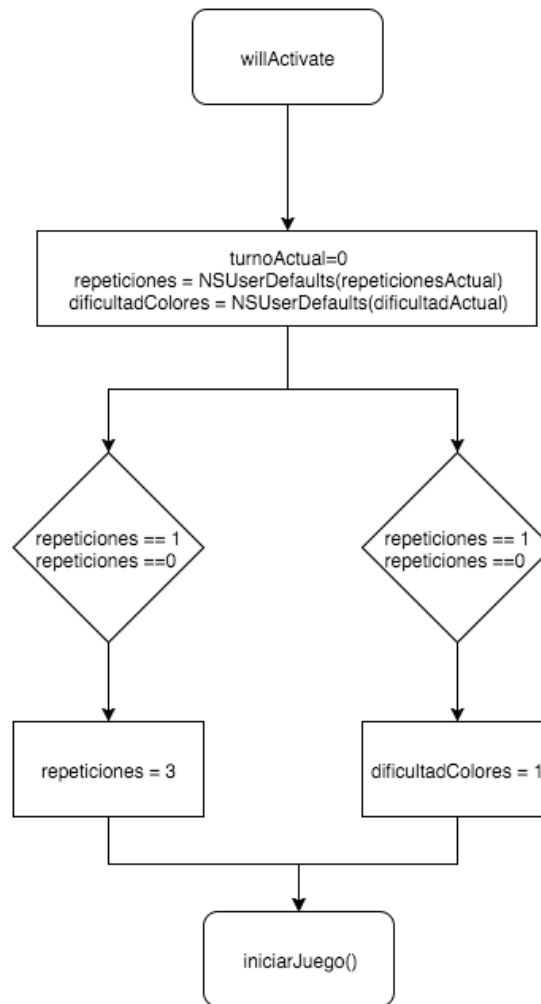 willActivate
turnoActual=0
repeticiones = NSUserDefaults(repeticionesActual)
dificultadColores = NSUserDefaults(dificultadActual)
repeticiones == 1
repeticiones ==0
repeticiones == 1
repeticiones ==0
repeticiones = 3
dificultadColores = 1
iniciarJuego()